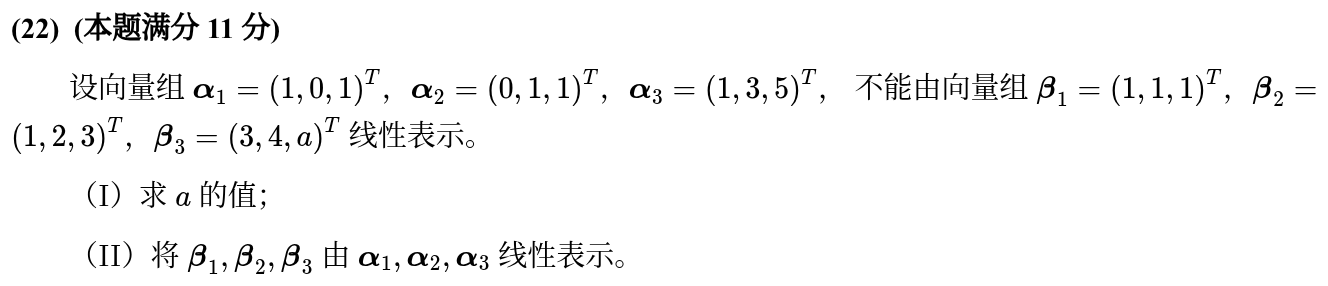 (22) (本题满分 11 分)
设向量组 α₁ = (1, 0, 1)ᵀ, α₂ = (0, 1, 1)ᵀ, α₃ = (1, 3, 5)ᵀ, 不能由向量组 β₁ = (1, 1, 1)ᵀ, β₂ =
(1, 2, 3)ᵀ, β₃ = (3, 4, a)ᵀ 线性表示。
（I）求 a 的值;
（II）将 β₁, β₂, β₃ 由 α₁, α₂, α₃ 线性表示。